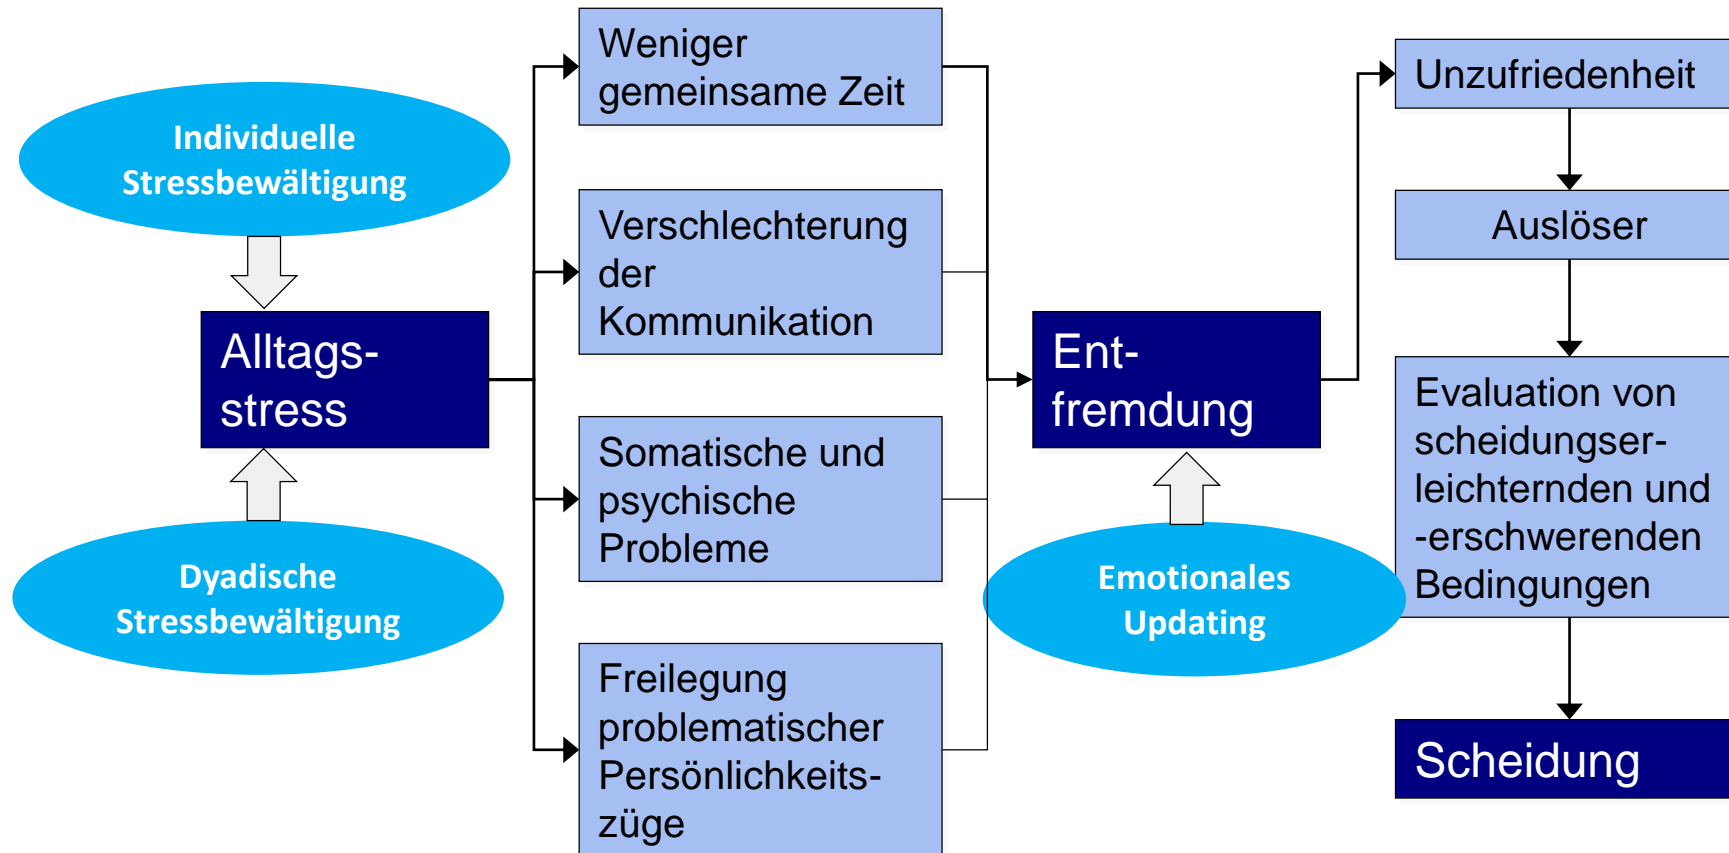 Individuelle
Stressbewältigung
Alltags-
stress
Dyadische
Stressbewältigung
Weniger
gemeinsame Zeit
Verschlechterung
der
Kommunikation
Somatische und
psychische
Probleme
Freilegung
problematischer
Persönlichkeits-
züge
Ent-
fremdung
Emotionales
Updating
Unzufriedenheit
Auslöser
Evaluation von
scheidungser-
leichternden und
-erschwerenden
Bedingungen
Scheidung